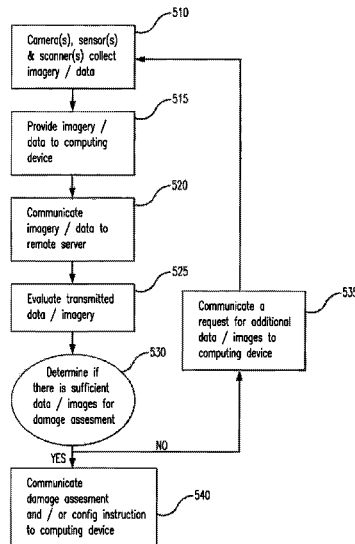 510
Camera(s), sensor(s)
& scanner(s) collect
imagery / data
515
Provide imagery /
data to computing
device
520
Communicate
imagery / data to
remote server
525
Evaluate transmitted
data / imagery
535
Communicate a
request for additional
data / images to
computing device
530
Determine if
there is sufficient
data / images for
damage assesment
NO
YES
Communicate
damage assesment
and / or config instruction
to computing device
540